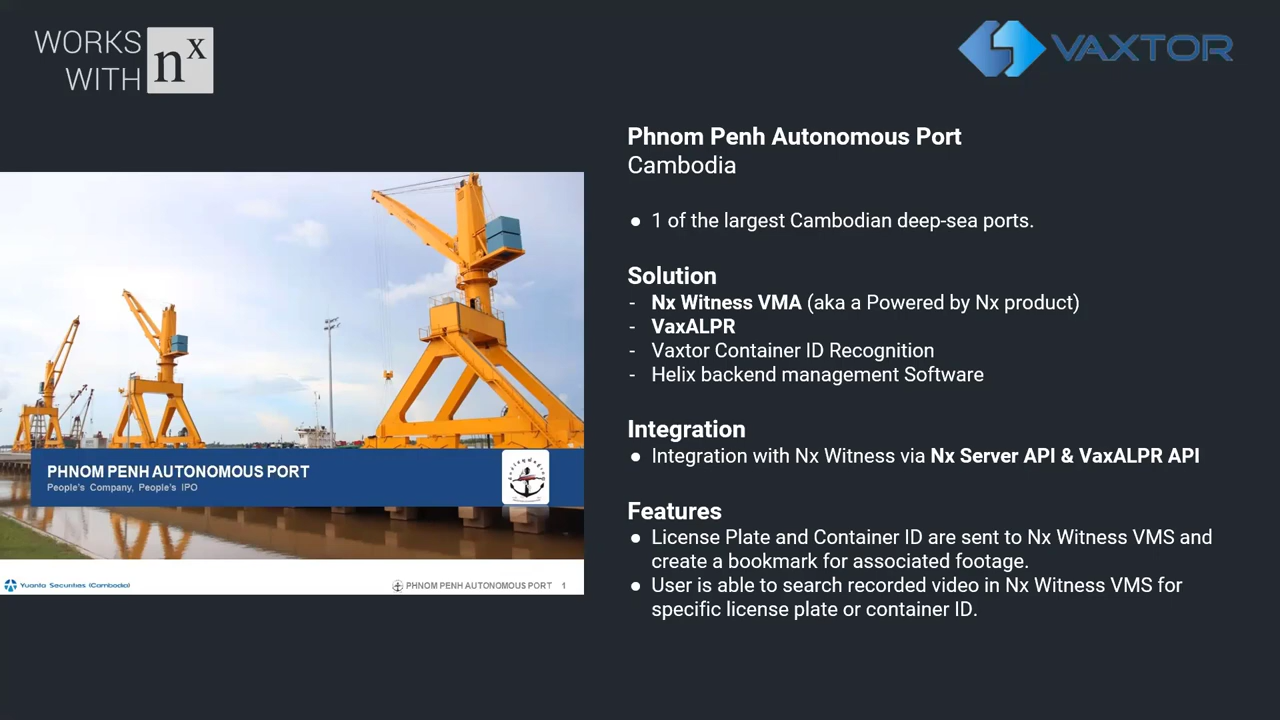 WORKS
WITH nx
VAXTOR
Phnom Penh Autonomous Port
Cambodia
● 1 of the largest Cambodian deep-sea ports.
Solution
- Nx Witness VMA (aka a Powered by Nx product)
- VaxALPR
- Vaxtor Container ID Recognition
- Helix backend management Software
Integration
● Integration with Nx Witness via Nx Server API & VaxALPR API
Features
● License Plate and Container ID are sent to Nx Witness VMS and
create a bookmark for associated footage.
● User is able to search recorded video in Nx Witness VMS for
specific license plate or container ID.
PHNOM PENH AUTONOMOUS PORT
People's Company, People's IPO
Yuanta Securities (Cambodia)
PHNOM PENH AUTONOMOUS PORT 1